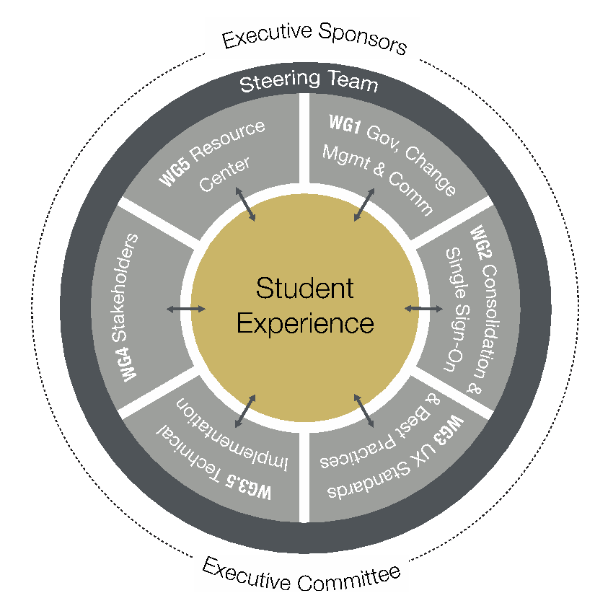 Executive Sponsors
Steering Team
WG1 Gov, Change
Mgmt & Comm
WG2 Consolidation &
Single Sign-On
WG3 UX Standards
& Best Practices
WG3.5 Technical
Implementation
WG4 Stakeholders
WG5 Resource
Center
Student
Experience
Executive Committee